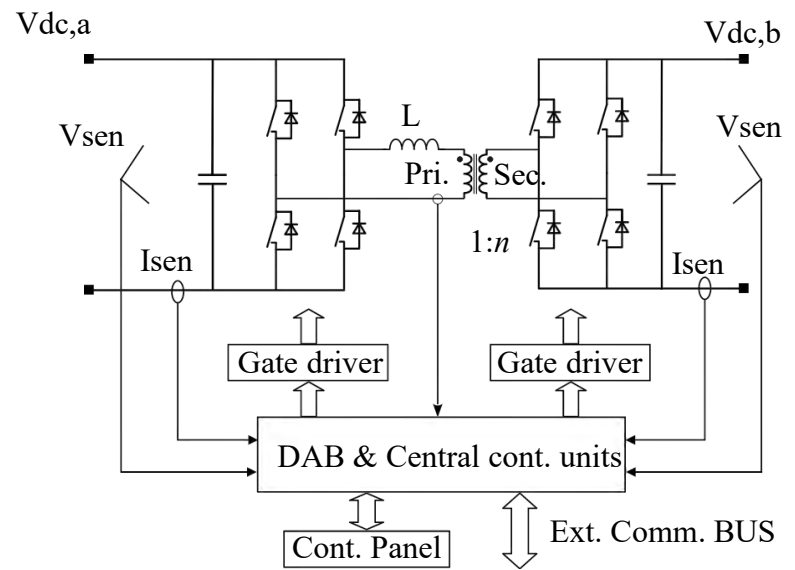 Vdc,a
Vdc,b
Vsen
L
Vsen
Pri.
Sec.
1:n
Isen
Isen
Gate driver
Gate driver
DAB & Central cont. units
Cont. Panel
Ext. Comm. BUS